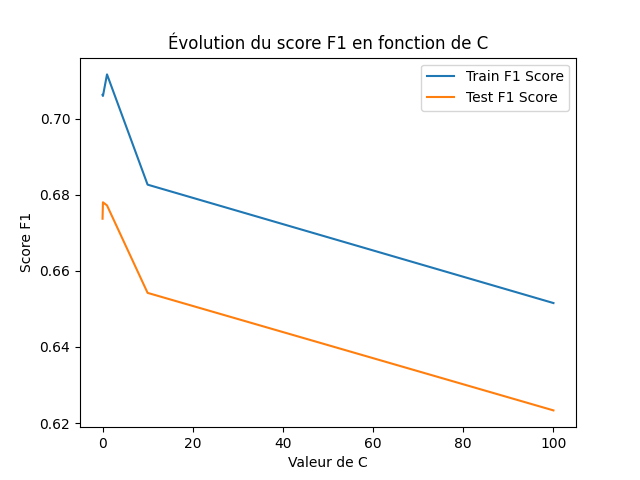 Évolution du score F1 en fonction de C
Train F1 Score
Test F1 Score
Score F1
0.70
0.68
0.66
0.64
0.62
0 20 40 60 80 100
Valeur de C